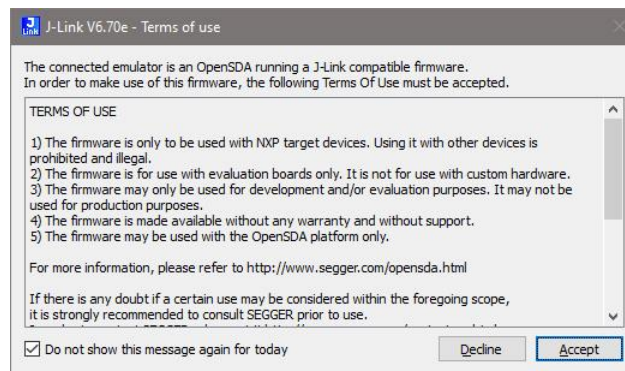 J-Link V6.70e - Terms of use
The connected emulator is an OpenSDA running a J-Link compatible firmware.
In order to make use of this firmware, the following Terms Of Use must be accepted.
TERMS OF USE
1) The firmware is only to be used with NXP target devices. Using it with other devices is
prohibited and illegal.
2) The firmware is for use with evaluation boards only. It is not for use with custom hardware.
3) The firmware may only be used for development and/or evaluation purposes. It may not be
used for production purposes.
4) The firmware is made available without any warranty and without support.
5) The firmware may be used with the OpenSDA platform only.
For more information, please refer to http://www.segger.com/opensda.html
If there is any doubt if a certain use may be considered within the foregoing scope,
it is strongly recommended to consult SEGGER prior to use.
Do not show this message again for today
Decline
Accept